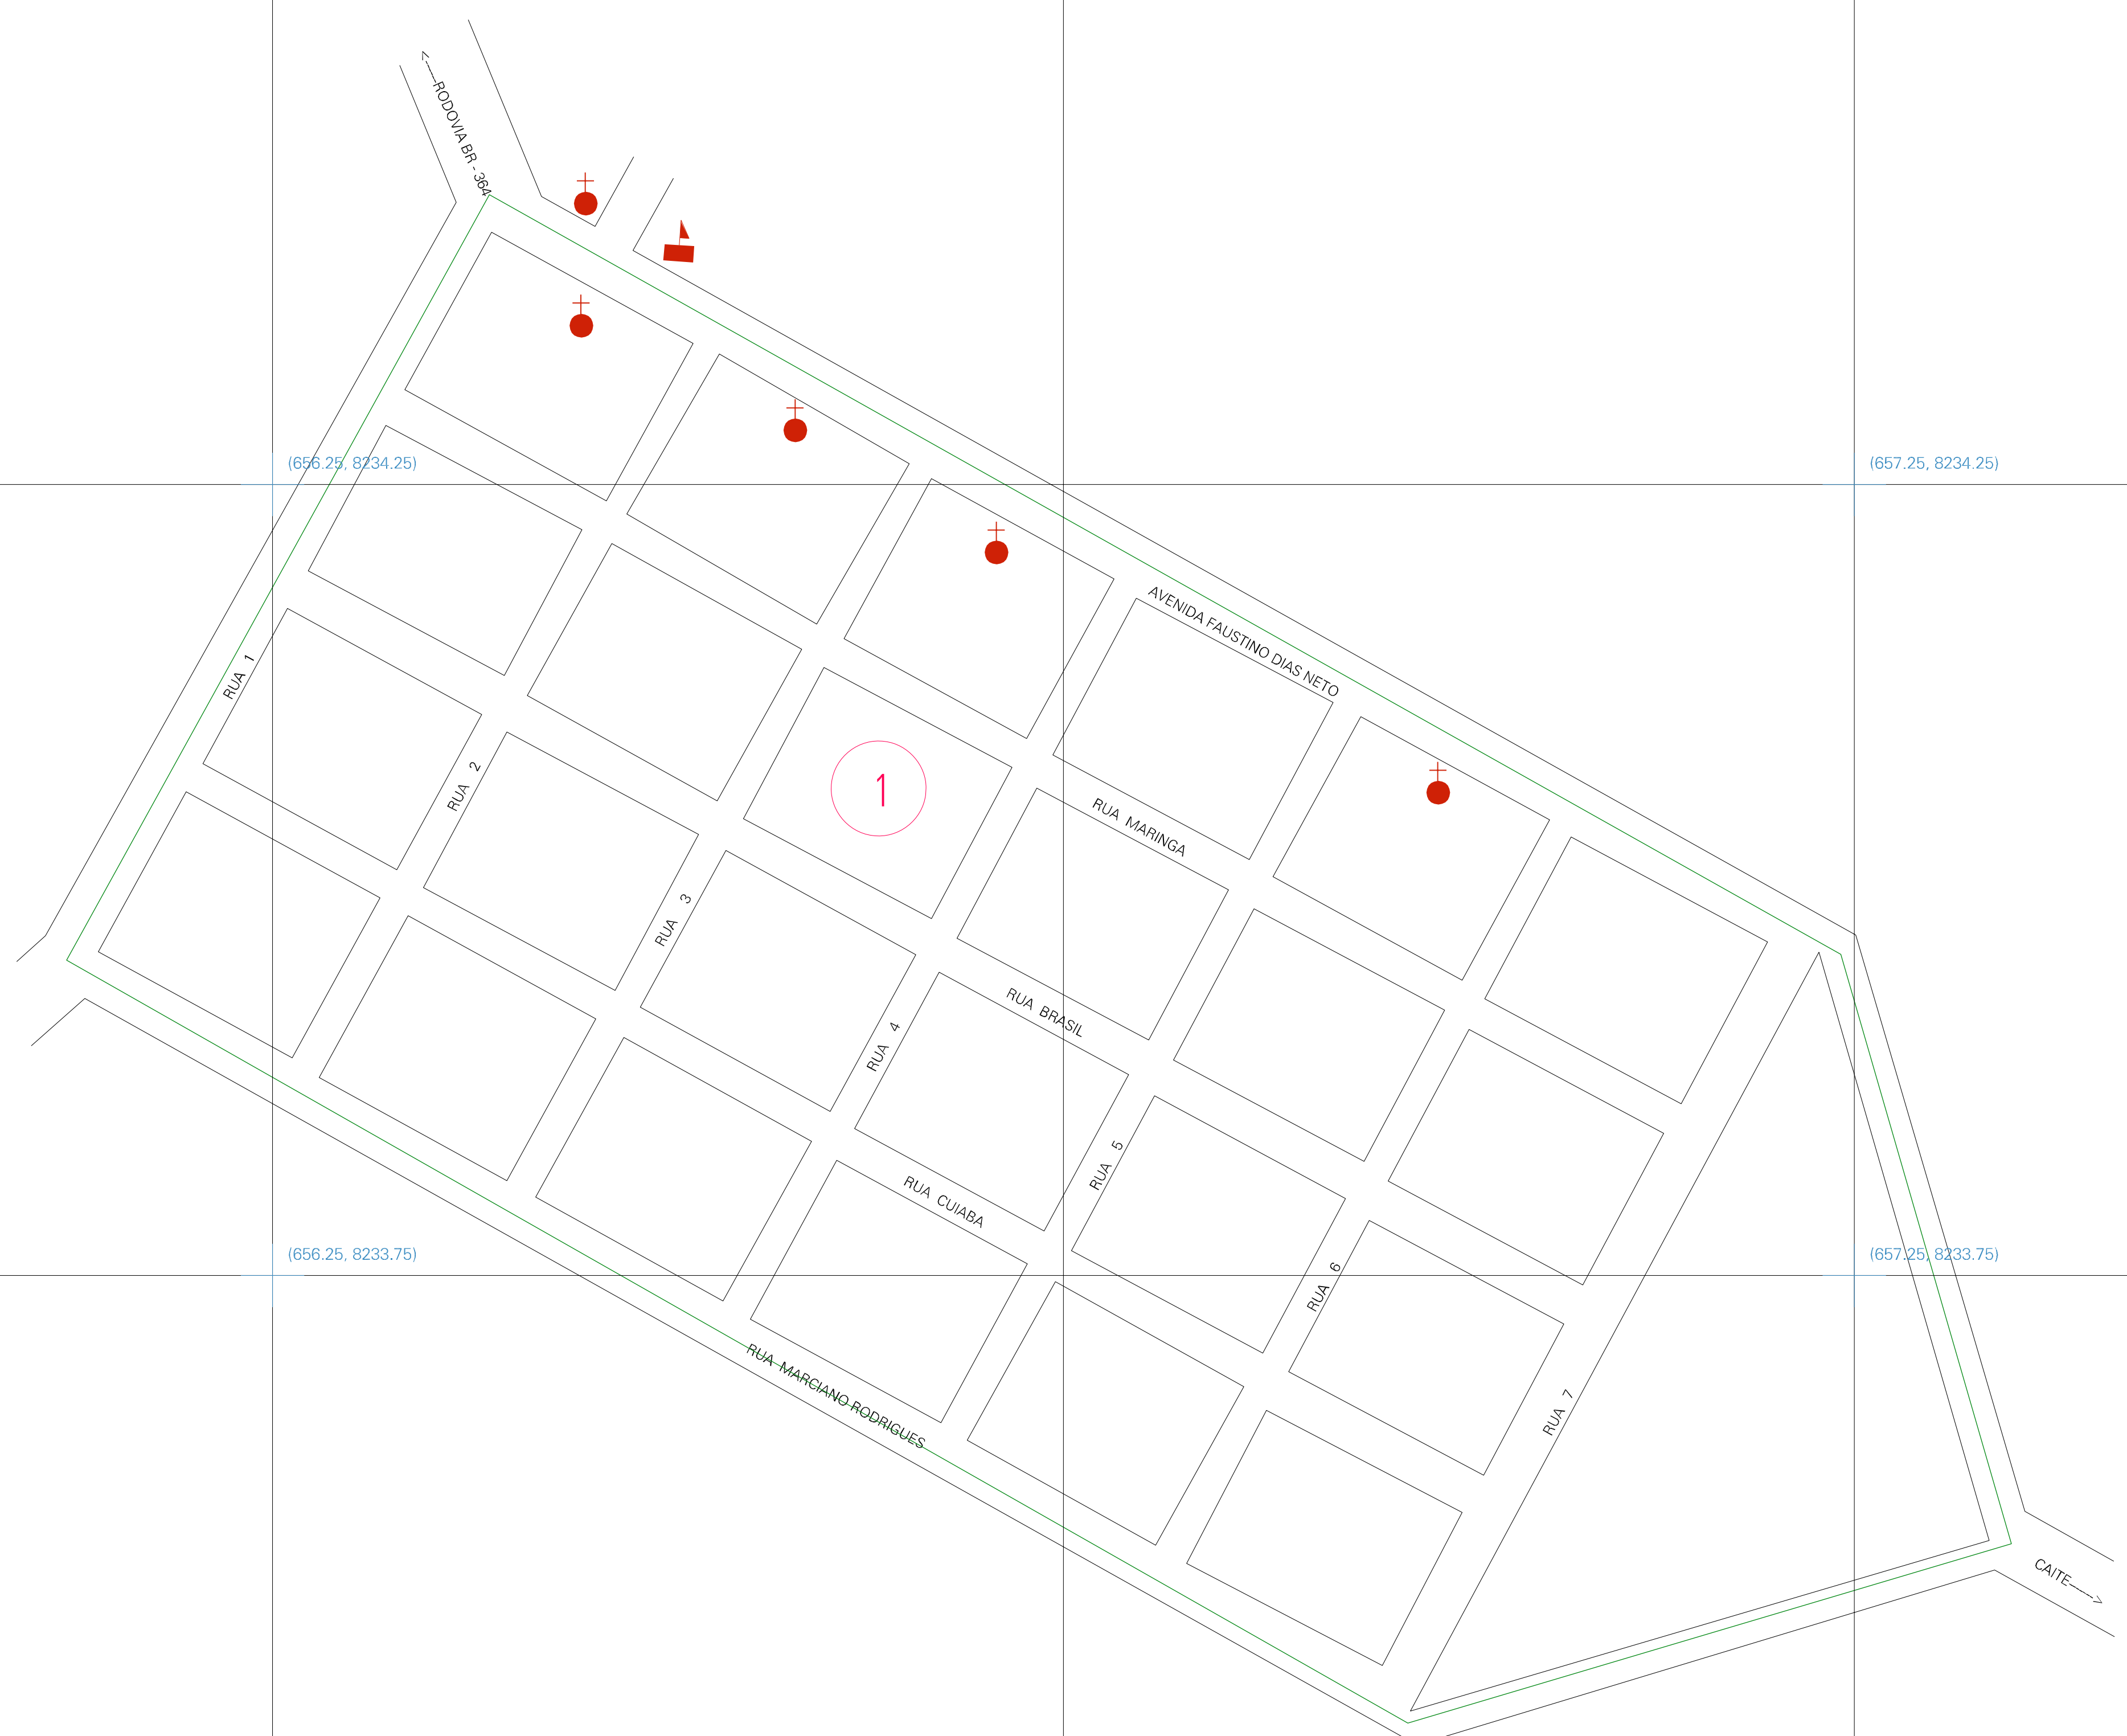 <----RODOVIA BR - 364
(656.25, 8234.25)
(657.25, 8234.25)
AVENIDA FAUSTINO DIAS NETO
RUA 1
RUA 2
1
RUA MARINGA
RUA 3
RUA BRASIL
RUA 4
RUA 5
RUA CUIABA
(656.25, 8233.75)
(657.25, 8233.75)
RUA 6
RUA MARCIANO RODRIGUES
RUA 7
CAITE---->